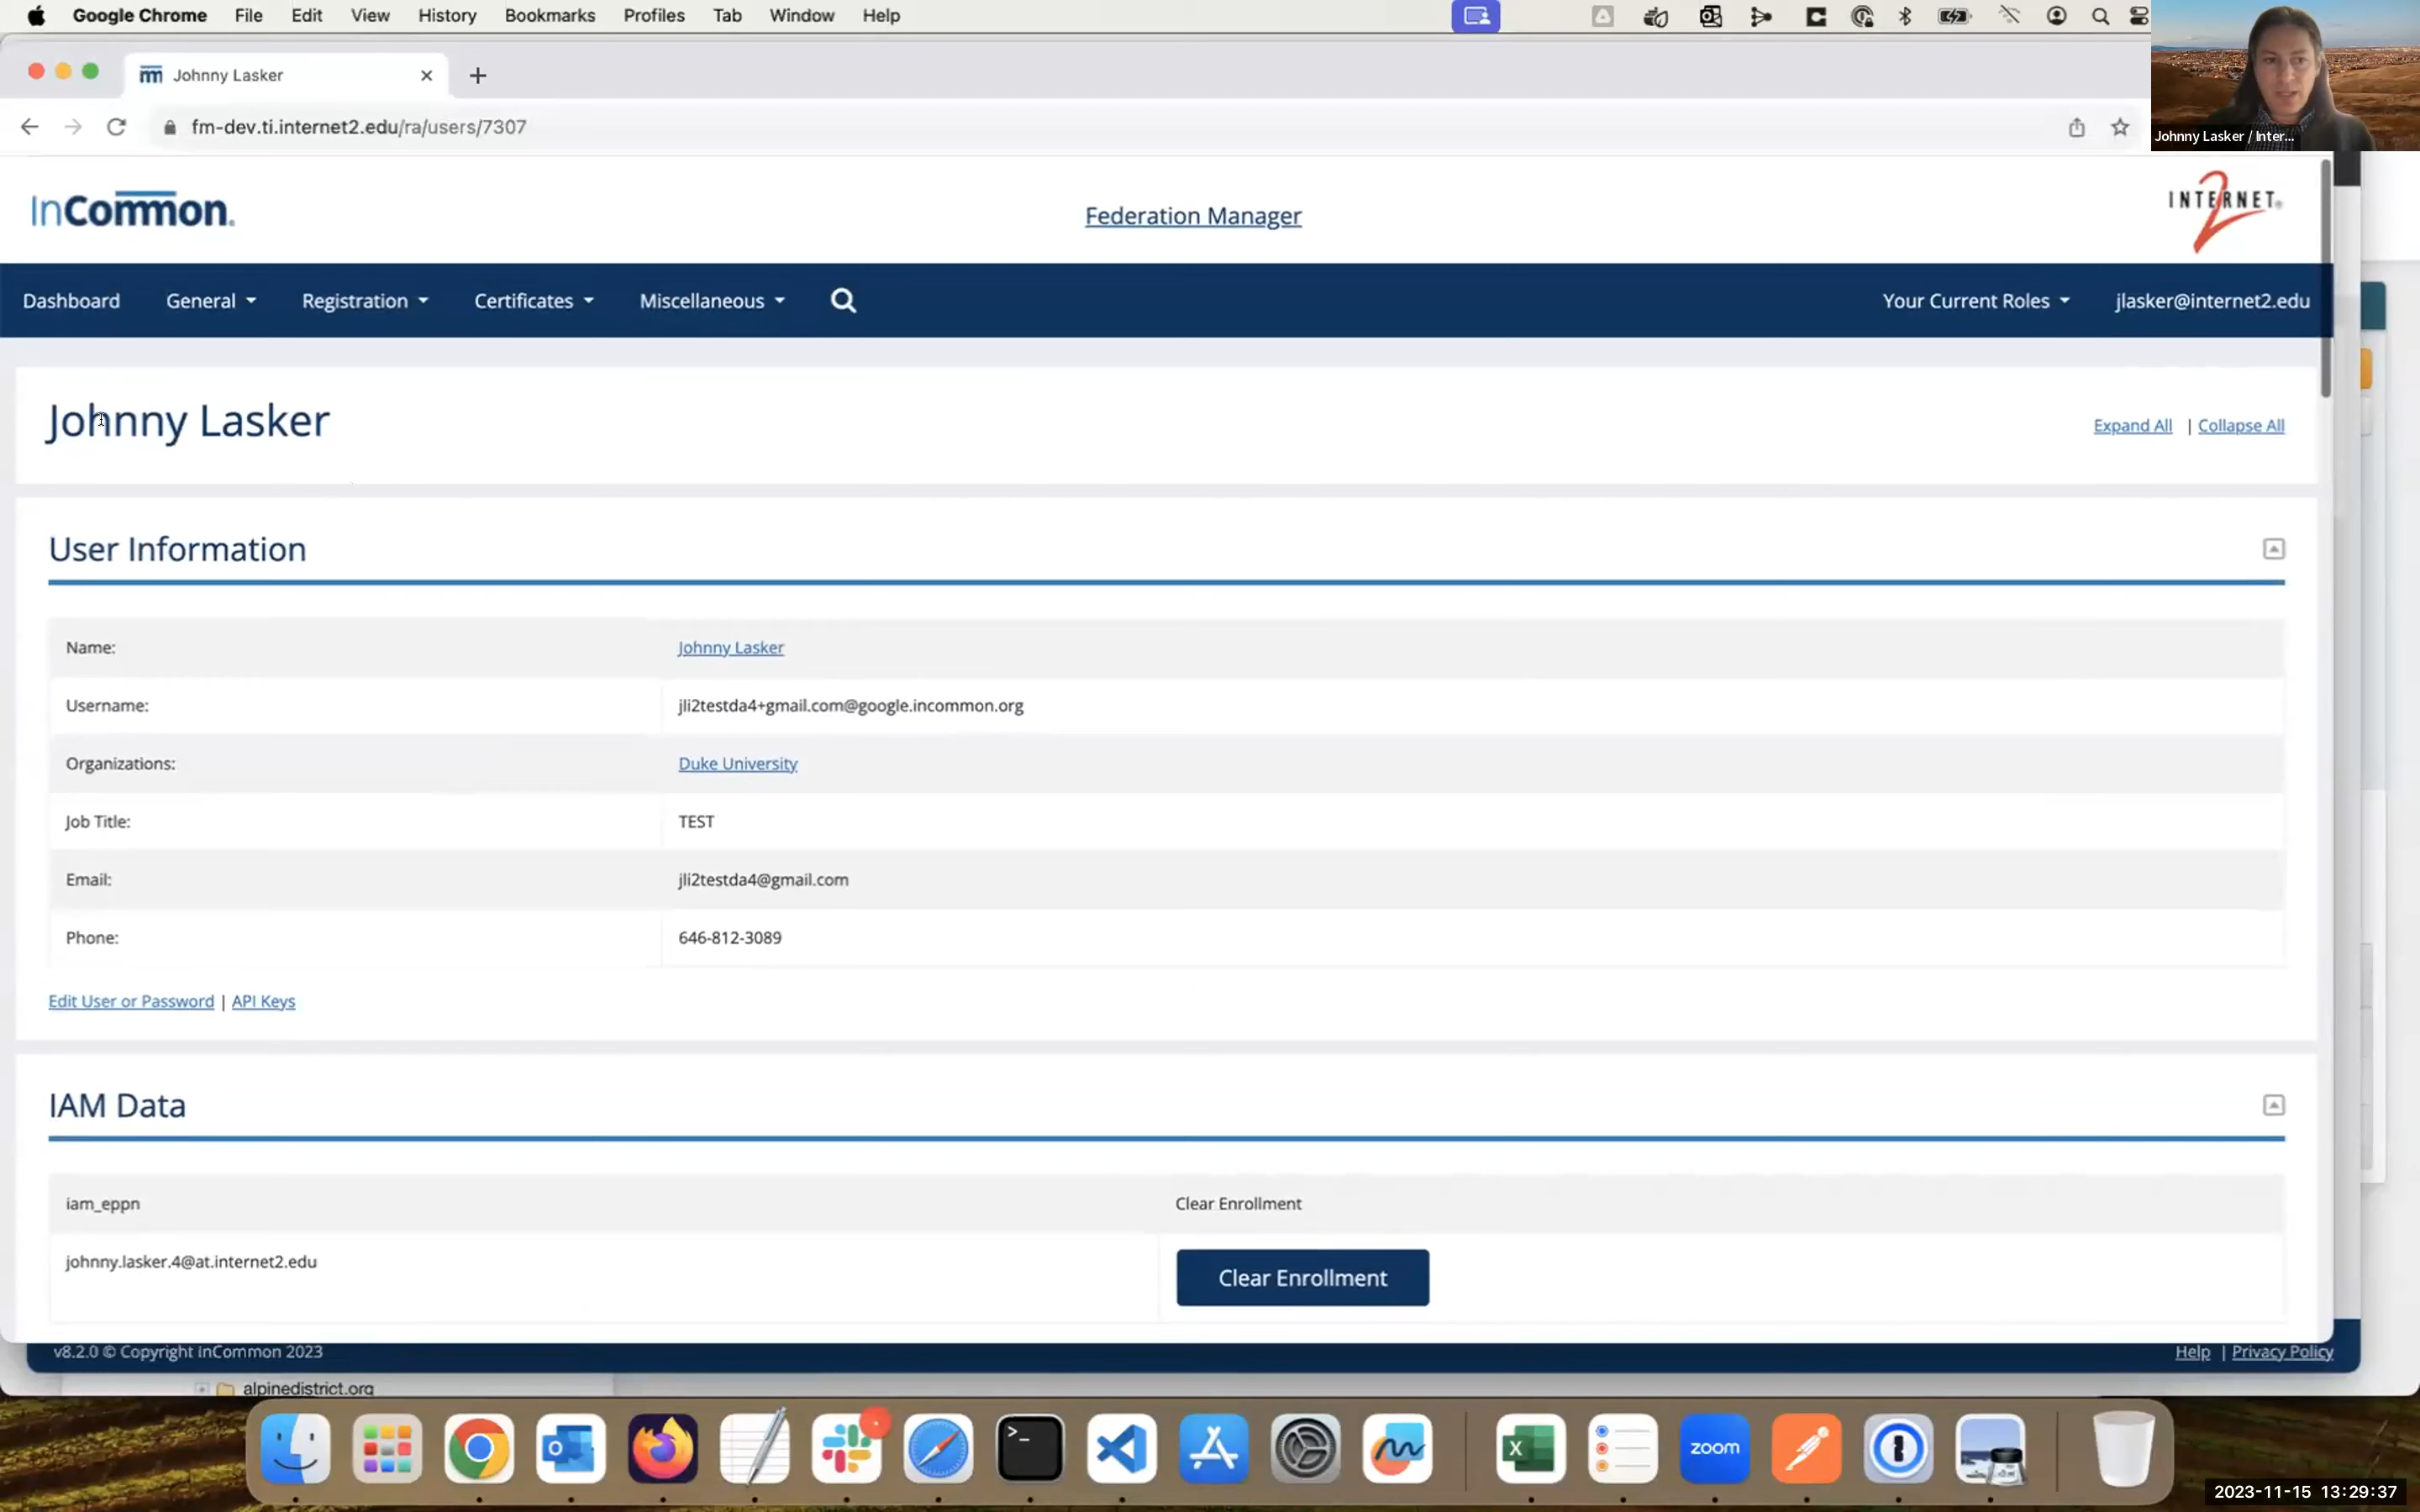 Google Chrome File Edit View History Bookmarks Profiles Tab Window Help
Johnny Lasker
fm-dev.ti.internet2.edu/ra/users/7307
Johnny Lasker / Inter...
InCommon.
Federation Manager
INTERNET®
2
Dashboard General Registration Certificates Miscellaneous Your Current Roles jlasker@internet2.edu
Johnny Lasker
Expand All | Collapse All
User Information
Name: Johnny Lasker
Username: jli2testda4+gmail.com@google.incommon.org
Organizations: Duke University
Job Title: TEST
Email: jli2testda4@gmail.com
Phone: 646-812-3089
Edit User or Password | API Keys
IAM Data
iam_eppn Clear Enrollment
johnny.lasker.4@at.internet2.edu
Clear Enrollment
v8.2.0 © Copyright InCommon 2023 Help | Privacy Policy
alpinedistrict.org
zoom
2023-11-15 13:29:37